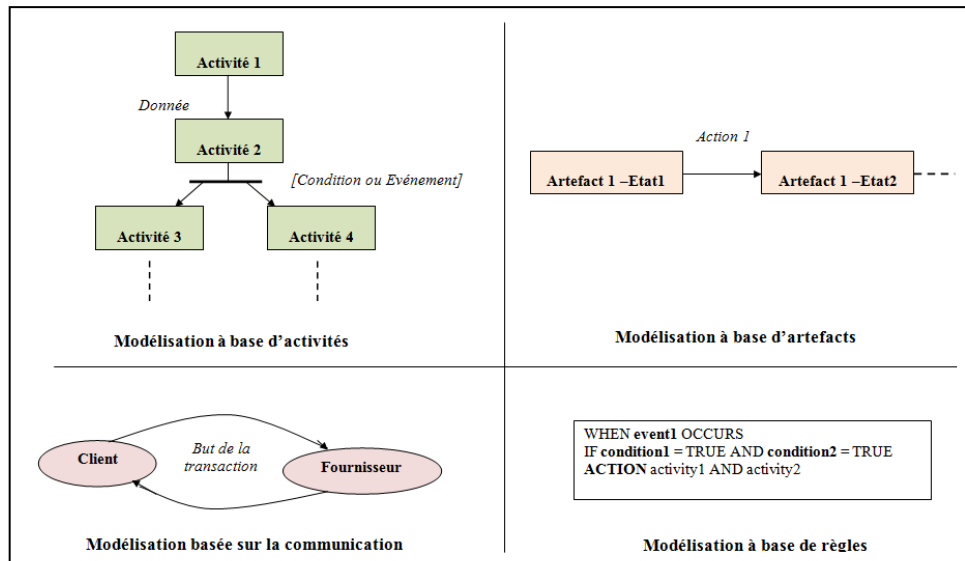 Activité 1
Donnée
Activité 2
[Condition ou Evénement]
Activité 3
Activité 4
Modélisation à base d'activités
Action 1
Artefact 1 –Etat1
Artefact 1 –Etat2
Modélisation à base d'artefacts
Client
But de la
transaction
Fournisseur
Modélisation basée sur la communication
WHEN event1 OCCURS
IF condition1 = TRUE AND condition2 = TRUE
ACTION activity1 AND activity2
Modélisation à base de règles